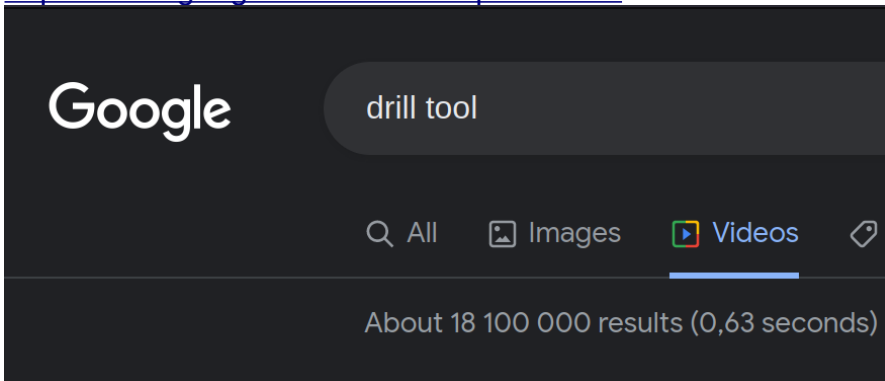 Google
drill tool
All Images Videos
About 18 100 000 results (0,63 seconds)